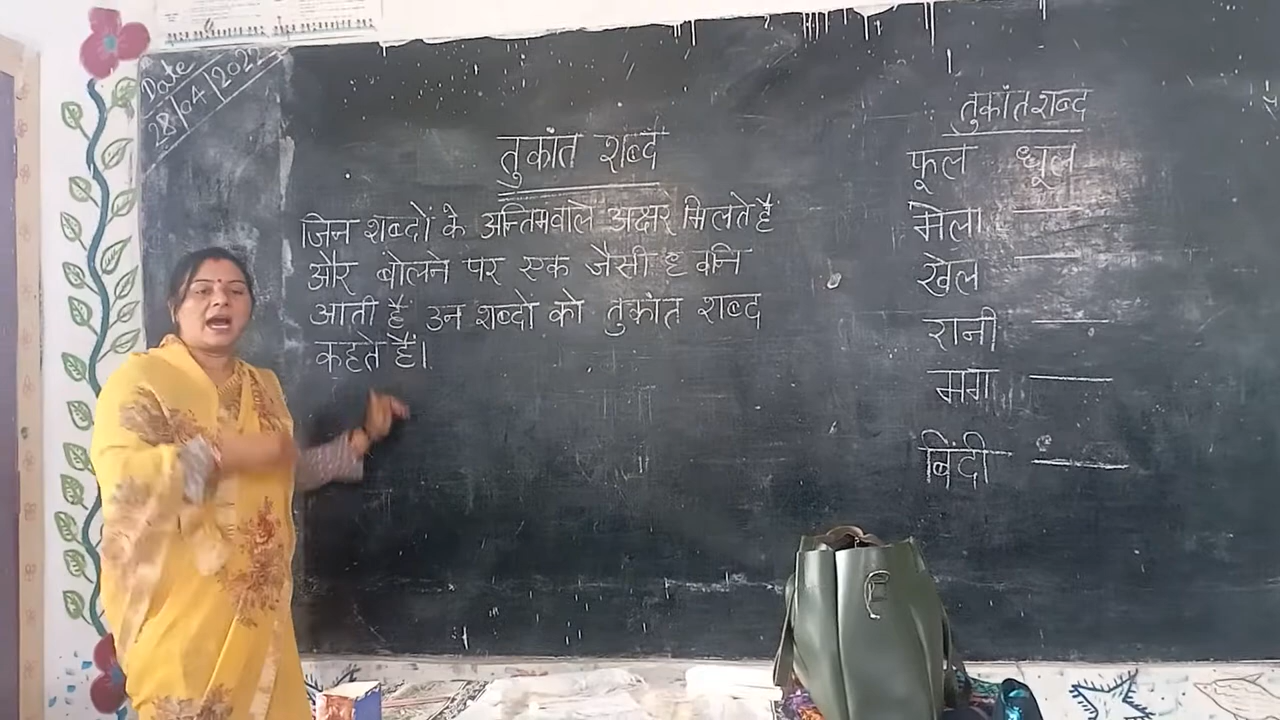 Date
28/04/2022
तुकांत शब्द
जिन शब्दों के अन्तिमवाले अक्षर मिलते है
और बोलने पर एक जैसी ध्वनि
आती है उन शब्दों को तुकांत शब्द
कहते हैं।
तुकांत शब्द
फूल धूल
मेला
खेल
रानी
मग
बिंदी